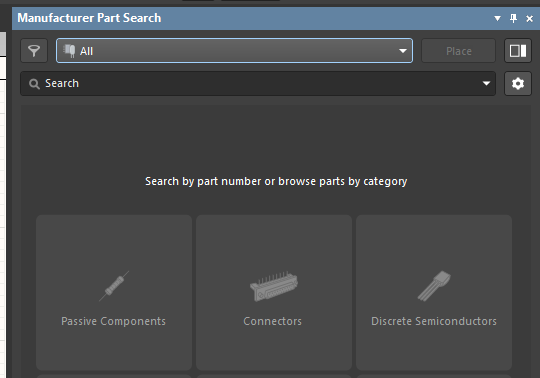 Manufacturer Part Search
All
Place
Search
Search by part number or browse parts by category
Passive Components
Connectors
Discrete Semiconductors